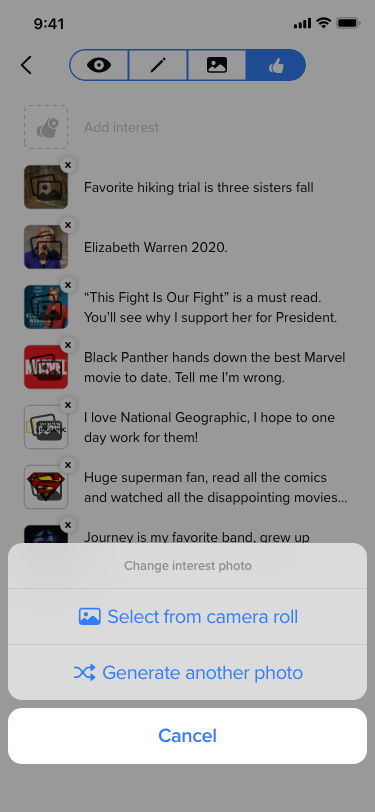 9:41
Add interest
Favorite hiking trial is three sisters fall
Elizabeth Warren 2020.
“This Fight Is Our Fight” is a must read.
You’ll see why I support her for President.
Black Panther hands down the best Marvel
movie to date. Tell me I’m wrong.
I love National Geographic, I hope to one
day work for them!
Huge superman fan, read all the comics
and watched all the disappointing movies...
Journey is my favorite band, grew up
Change interest photo
Select from camera roll
Generate another photo
Cancel